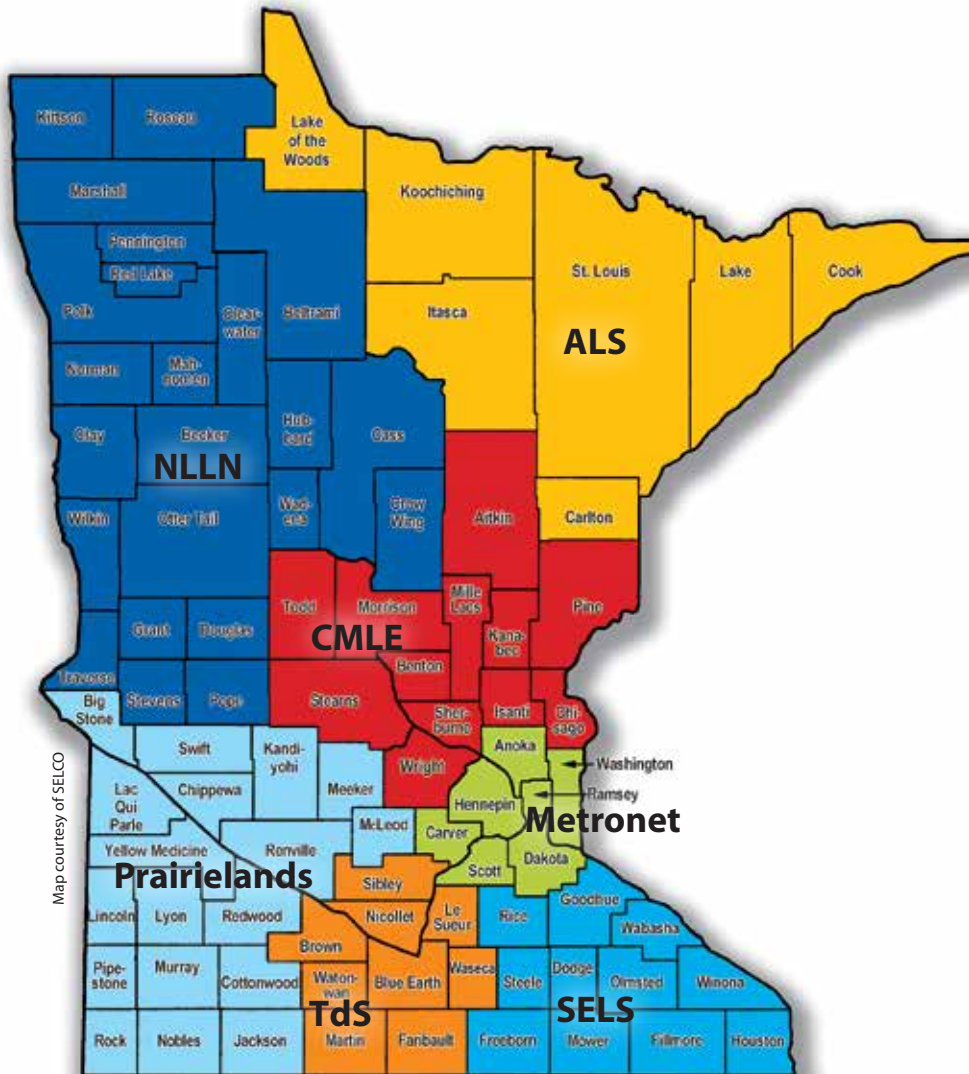 Kittson
Roseau
Lake
of the
Woods
Marshall
Koochiching
Pennington
Red Lake
St. Louis
Lake
Cook
Polk
Clear-
water
Beltrami
Itasca
ALS
Norman
Mah-
nomen
Clay
Becker
Hub-
bard
Cass
NLLN
Wilkin
Otter Tail
Wad-
ena
Crow
Wing
Aitkin
Carlton
Todd
Morrison
Mille
Lacs
Pine
Grant
Douglas
CMLE
Kana-
bec
Benton
Traverse
Stevens
Pope
Stearns
Sher-
burne
Isanti
Chi-
sago
Big
Stone
Swift
Kandi-
yohi
Anoka
Washington
Wright
Lac
Qui
Parle
Chippewa
Meeker
Ramsey
Hennepin
Metronet
McLeod
Carver
Yellow Medicine
Renville
Dakota
Scott
Prairielands
Sibley
Lincoln
Lyon
Redwood
Nicollet
Le
Sueur
Rice
Goodhue
Wabasha
Brown
Pipe-
stone
Murray
Cottonwood
Waton-
wan
Blue Earth
Waseca
Steele
Dodge
Olmsted
Winona
TdS
SELS
Rock
Nobles
Jackson
Martin
Faribault
Freeborn
Mower
Fillmore
Houston
Map courtesy of SELCO